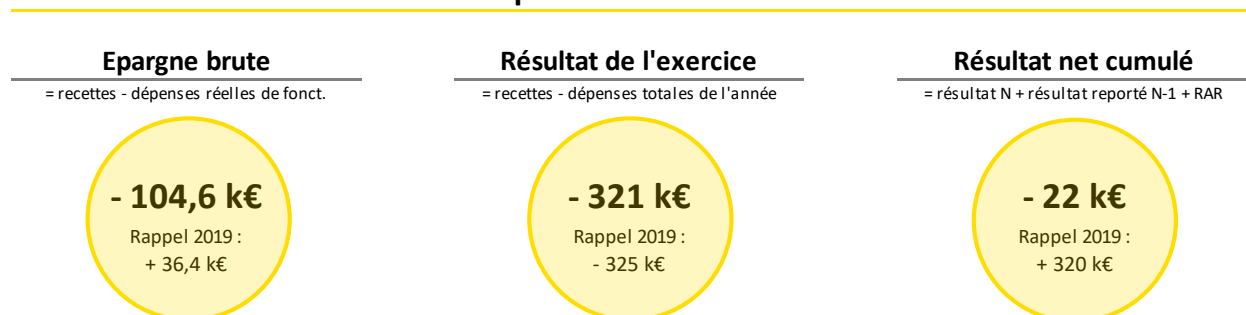 Epargne brute
= recettes - dépenses réelles de fonct.
- 104,6 k€
Rappel 2019 :
+ 36,4 k€
Résultat de l'exercice
= recettes - dépenses totales de l'année
- 321 k€
Rappel 2019 :
- 325 k€
Résultat net cumulé
= résultat N + résultat reporté N-1 + RAR
- 22 k€
Rappel 2019 :
+ 320 k€